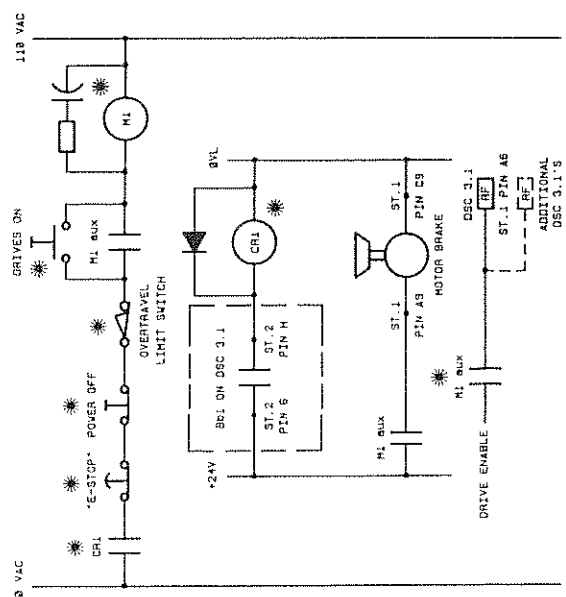 0 VAC
110 VAC
CR1
"E-STOP"
POWER OFF
OVERTRAVEL
LIMIT SWITCH
DRIVES ON
M1 aux
M1
+24V
0VL
Bb1 ON DSC 3.1
ST.2
PIN G
ST.2
PIN H
CR1
M1 aux
ST.1
PIN A9
MOTOR BRAKE
ST.1
PIN C9
DRIVE ENABLE
M1 aux
DSC 3.1
RF
ST.1 PIN A6
RF
ADDITIONAL
DSC 3.1'S